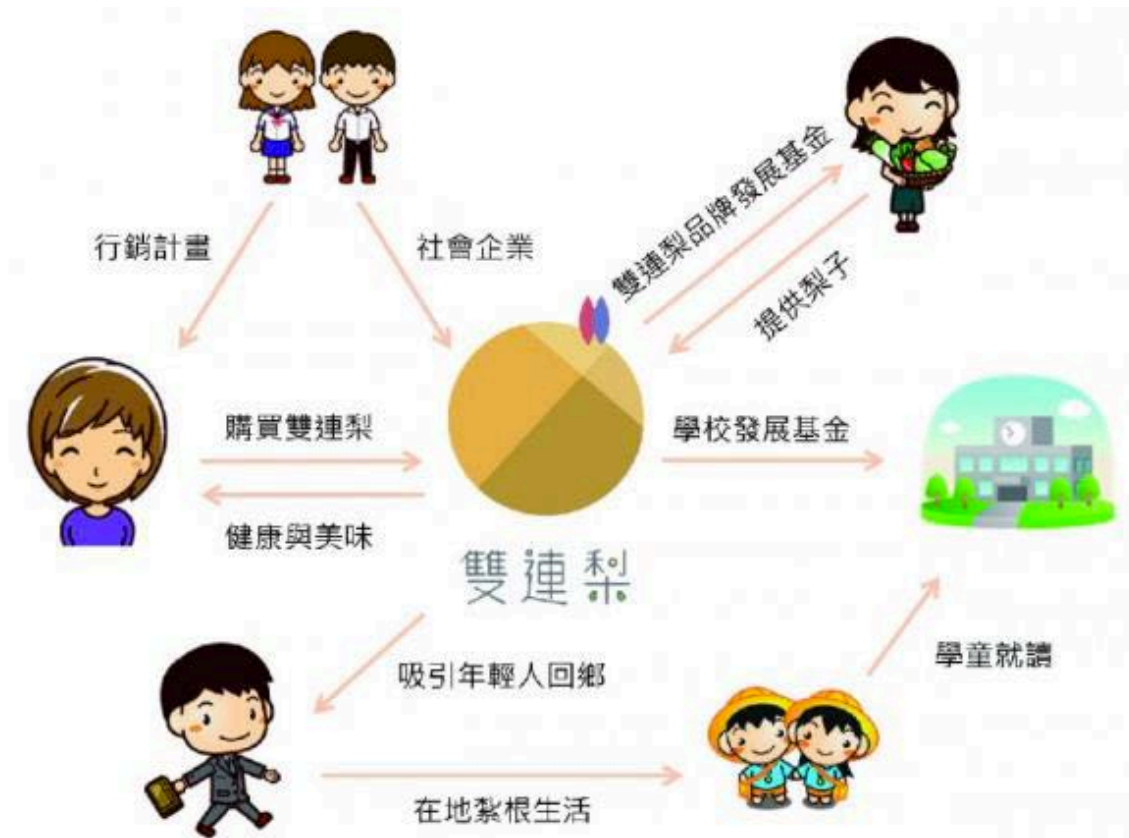 行銷計畫
社會企業
雙連梨品牌發展基金
提供梨子
購買雙連梨
健康與美味
學校發展基金
雙連梨
吸引年輕人回鄉
學童就讀
在地紮根生活